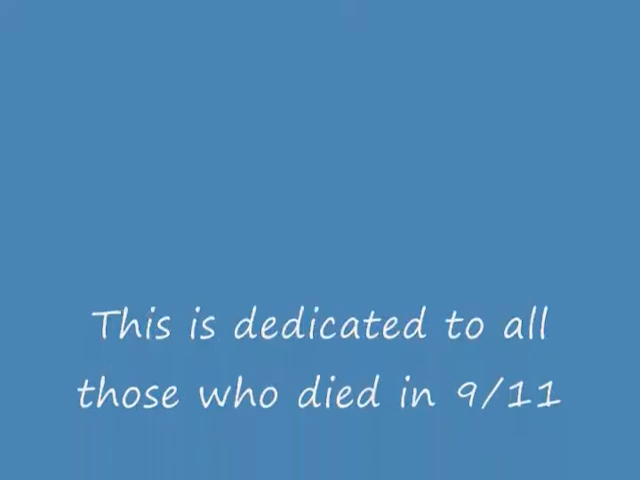 This is dedicated to all
those who died in 9/11